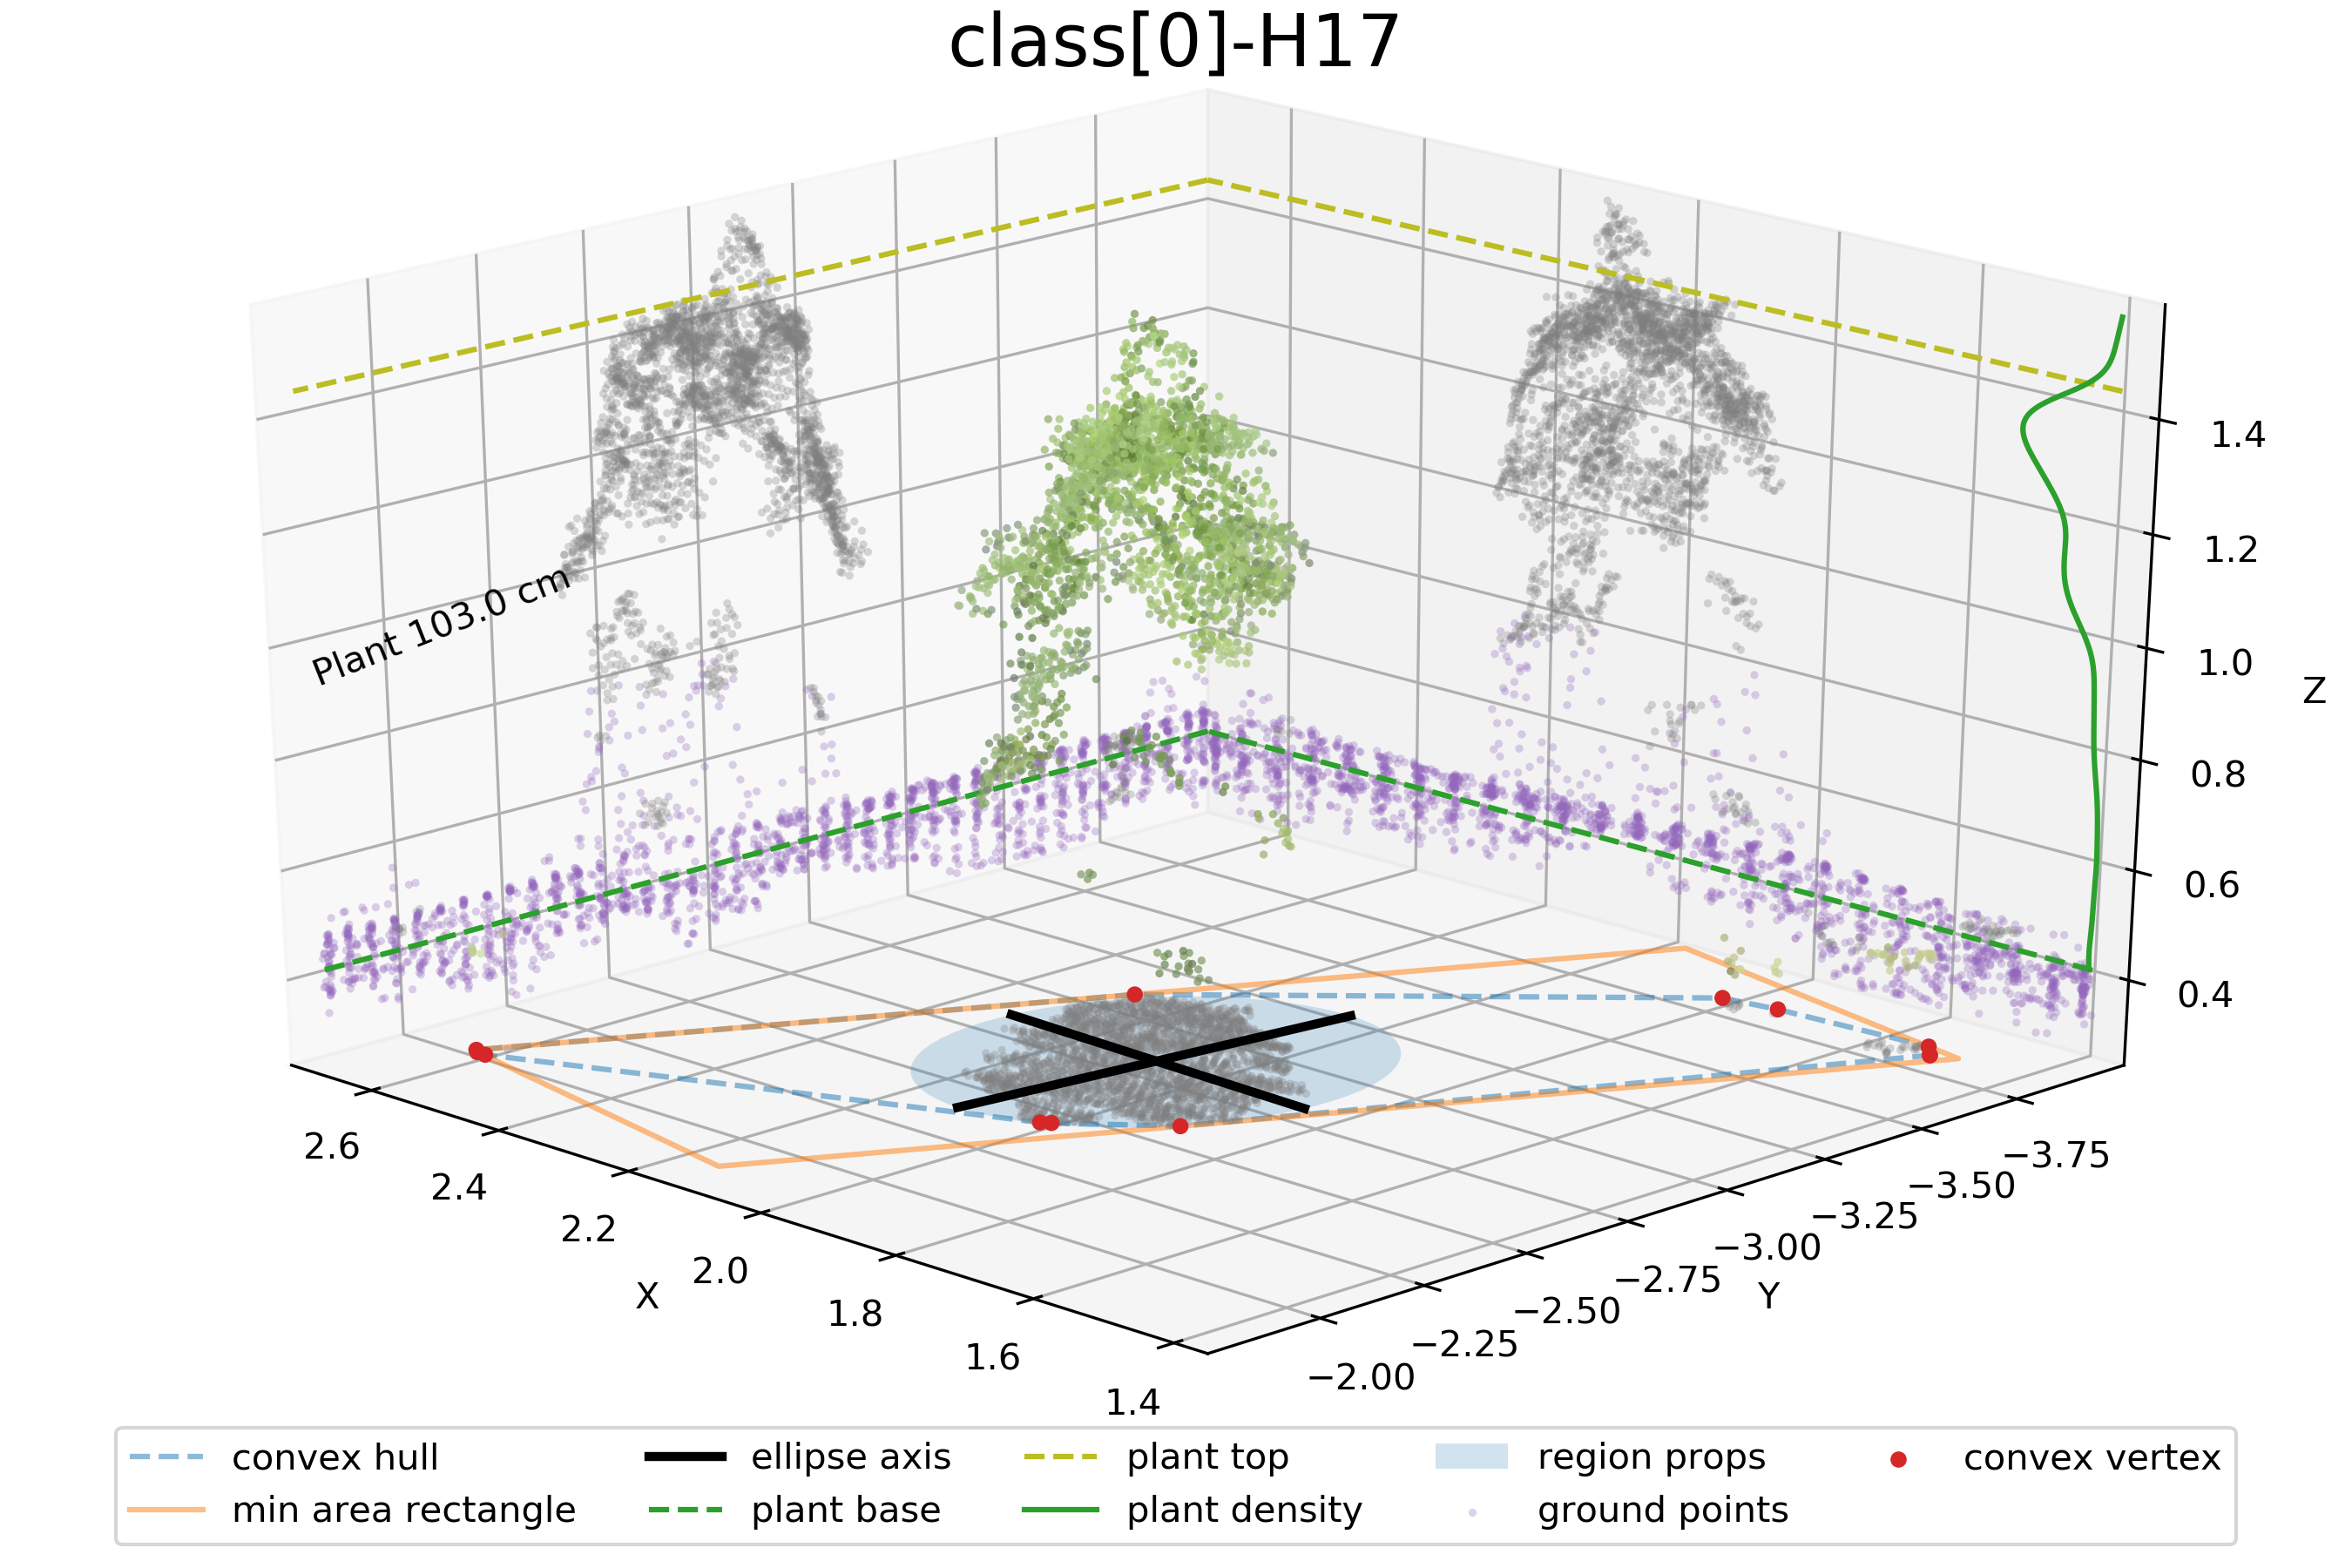 class[0]-H17
Plant 103.0 cm
1.4
1.2
1.0
0.8
0.6
0.4
Z
2.6
2.4
2.2
2.0
1.8
1.6
1.4
X
−3.75
−3.50
−3.25
−3.00
−2.75
−2.50
−2.25
−2.00
Y
convex hull
min area rectangle
ellipse axis
plant base
plant top
plant density
region props
ground points
convex vertex